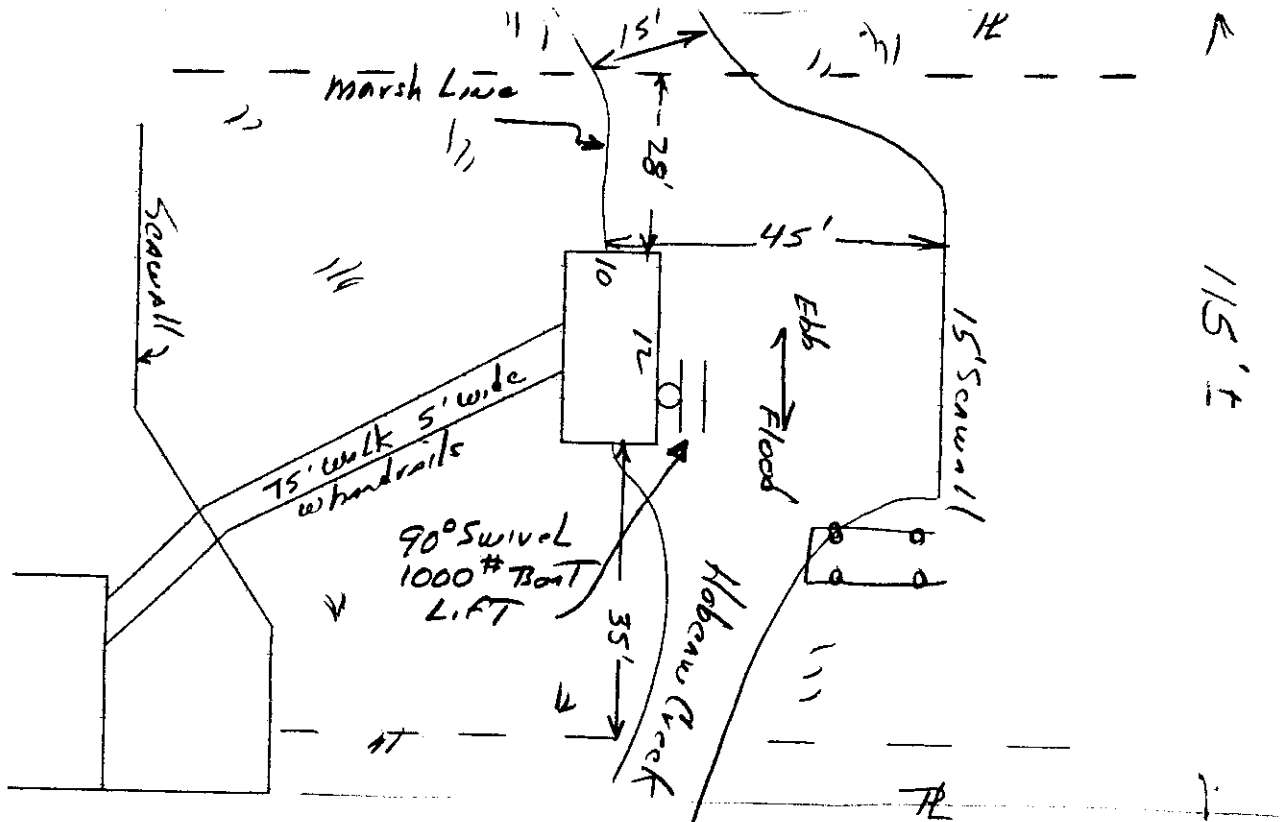 15'
PL
marsh Line
28'
45'
Seawall
10
12
Ebb
Flood
15' Seawall
115' ±
75' walk 5' wide
w handrails
90° Swivel
1000# Boat
LIFT
35'
Hobcaw Creek
PL